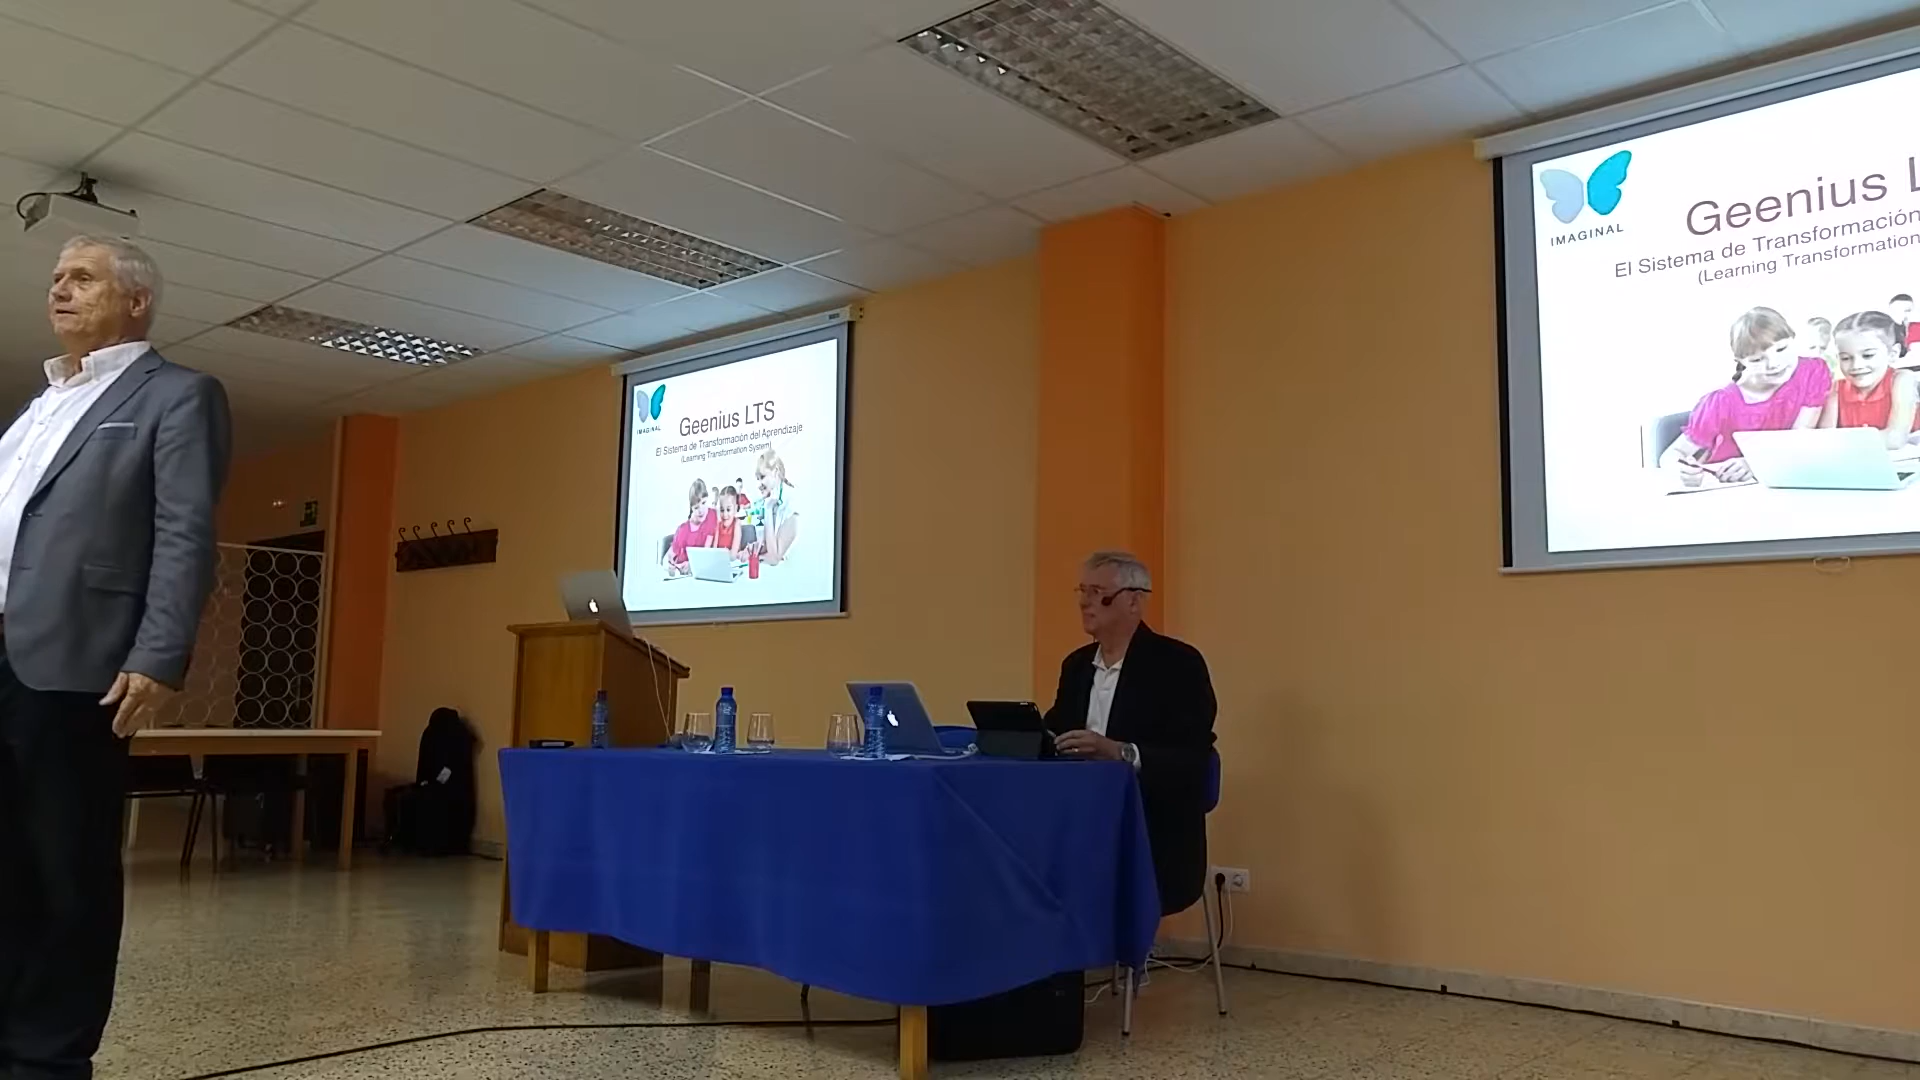 IMAGINAL
Geenius LTS
El Sistema de Transformación del Aprendizaje
(Learning Transformation System)
IMAGINAL
Geenius L
El Sistema de Transformación
(Learning Transformation